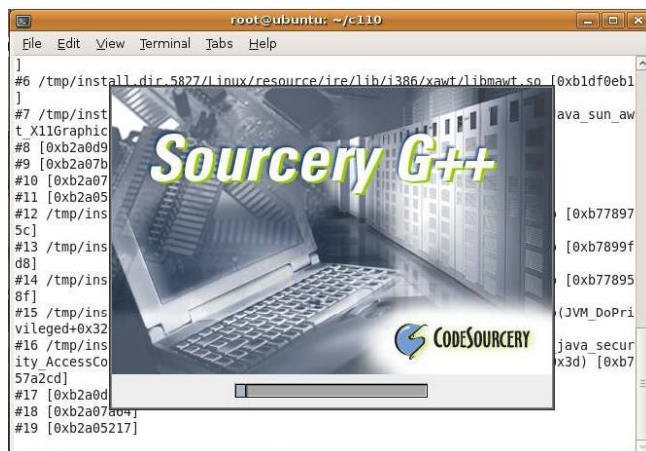 root@ubuntu: ~/c110
File Edit View Terminal Tabs Help
]
#6 /tmp/install.dir.5827/Linux/resource/jre/lib/i386/xawt/libmawt.so [0xb1df0eb1
]
#7 /tmp/inst ava_sun_aw
t_X11Graphic
#8 [0xb2a0d9
#9 [0xb2a07b
#10 [0xb2a07
#11 [0xb2a05
#12 /tmp/ins [0xb77897
5c]
#13 /tmp/ins [0xb7899f
d8]
#14 /tmp/ins [0xb77895
8f]
#15 /tmp/ins (JVM_DoPri
vileged+0x32
#16 /tmp/ins java_secur
ity_AccessCo x3d) [0xb7
57a2cd]
#17 [0xb2a0d
#18 [0xb2a07a64]
#19 [0xb2a05217]
Sourcery G++
CODESOURCERY